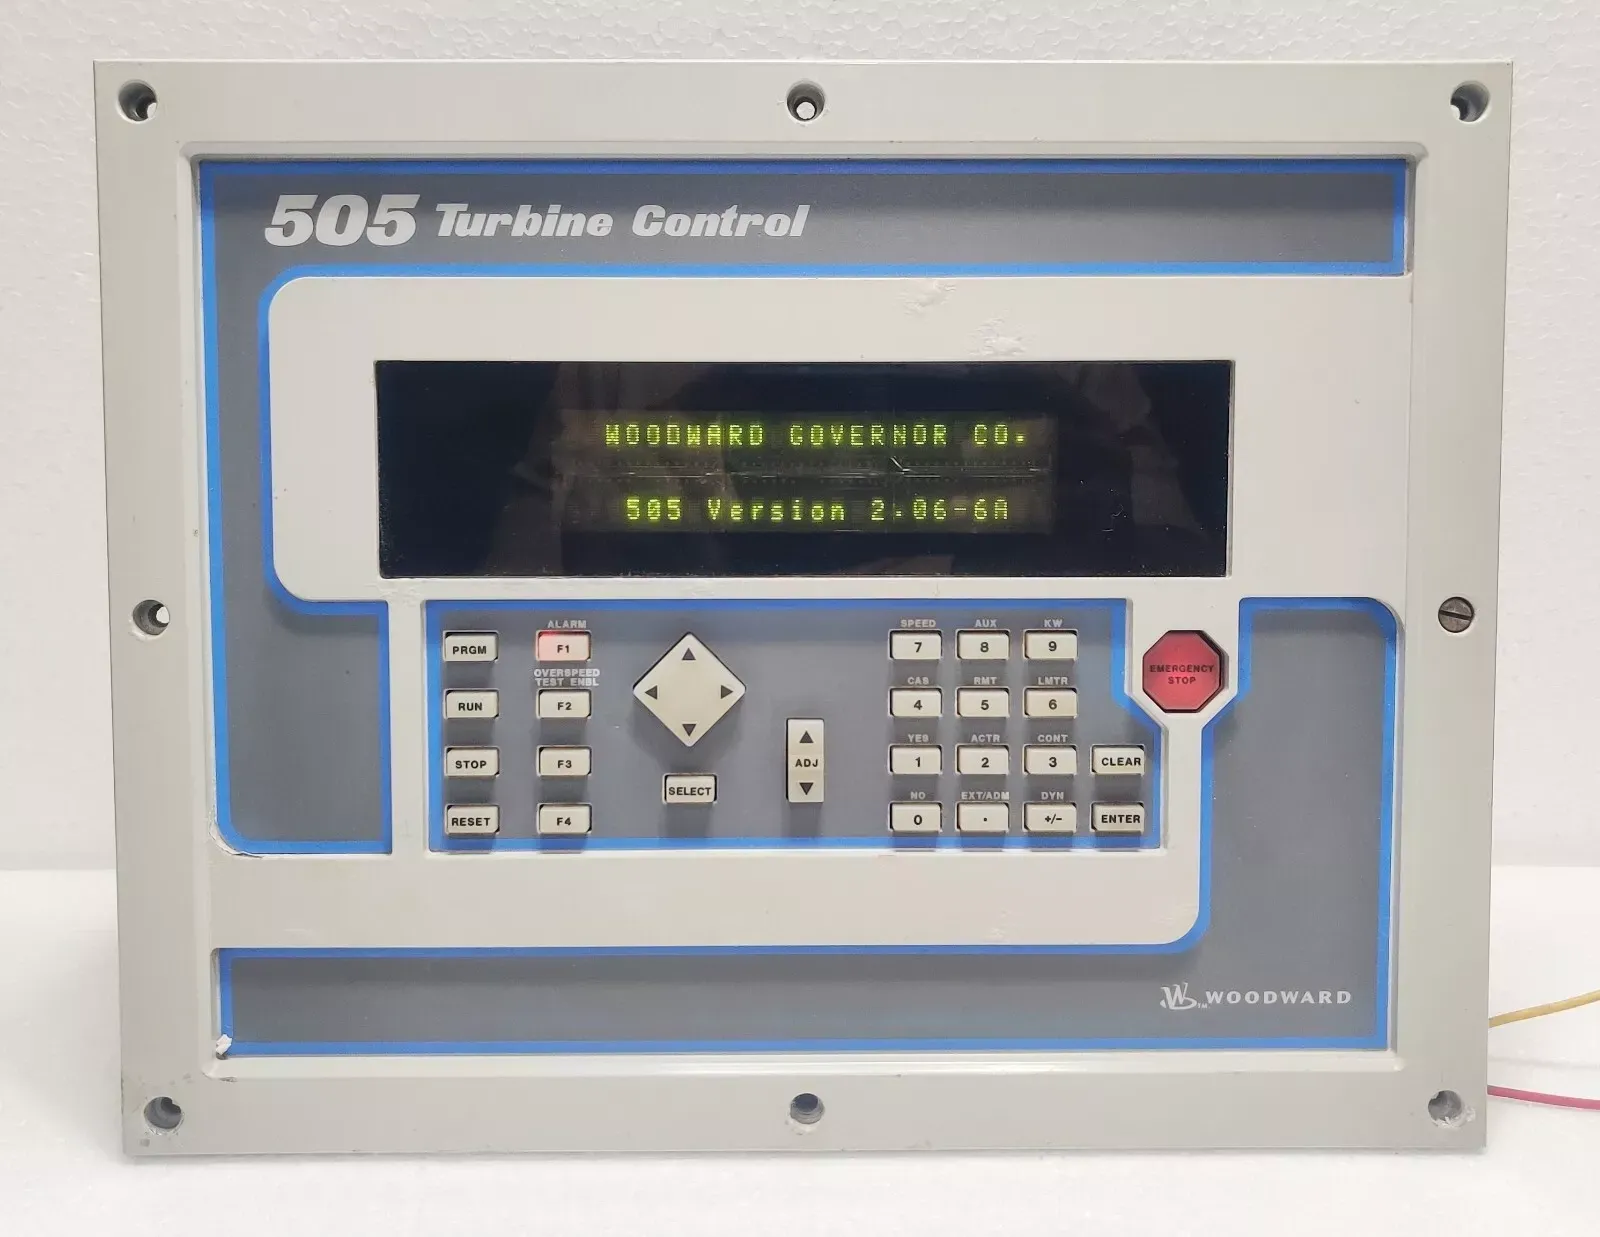 505 Turbine Control
WOODWARD GOVERNOR CO.
505 Version 2.06-6A
ALARM
PRGM F1
OVERSPEED
TEST ENBL
RUN F2
STOP F3
RESET F4
SELECT
ADJ
SPEED AUX KW
7 8 9
CAS RMT LMTR
4 5 6
YES ACTR CONT
1 2 3 CLEAR
NO EXT/ADM DYN
0 . +/- ENTER
EMERGENCY
STOP
W TM WOODWARD